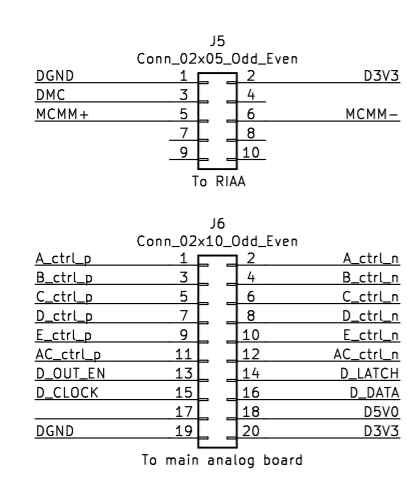 J5
Conn_02x05_Odd_Even
DGND 1 2 D3V3
DMC 3 4
MCMM+ 5 6 MCMM-
7 8
9 10
To RIAA
J6
Conn_02x10_Odd_Even
A_ctrl_p 1 2 A_ctrl_n
B_ctrl_p 3 4 B_ctrl_n
C_ctrl_p 5 6 C_ctrl_n
D_ctrl_p 7 8 D_ctrl_n
E_ctrl_p 9 10 E_ctrl_n
AC_ctrl_p 11 12 AC_ctrl_n
D_OUT_EN 13 14 D_LATCH
D_CLOCK 15 16 D_DATA
17 18 D5V0
DGND 19 20 D3V3
To main analog board